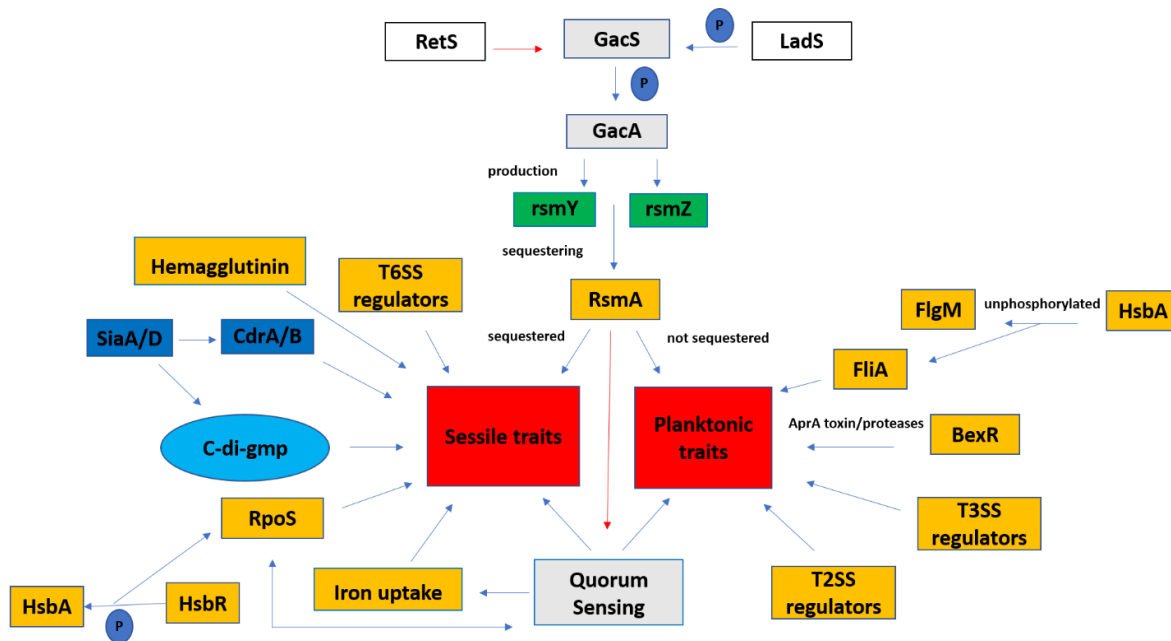 P
RetS
GacS
LadS
P
GacA
production
rsmY
rsmZ
sequestering
Hemagglutinin
T6SS
regulators
RsmA
FlgM
unphosphorylated
HsbA
SiaA/D
CdrA/B
sequestered
not sequestered
FliA
Sessile traits
Planktonic
traits
AprA toxin/proteases
BexR
C-di-gmp
RpoS
T3SS
regulators
HsbA
HsbR
P
Iron uptake
Quorum
Sensing
T2SS
regulators